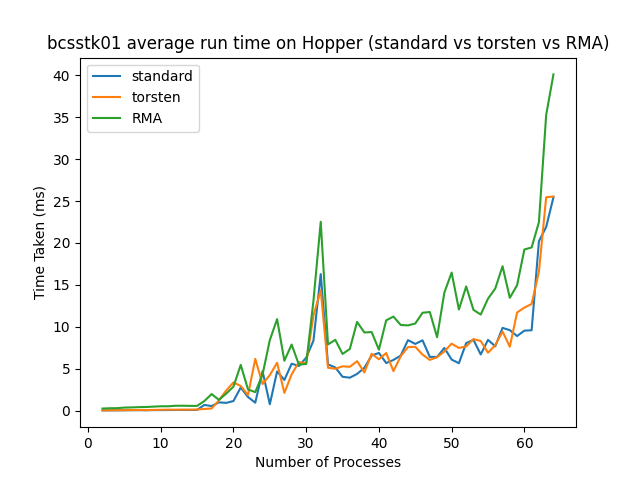 bcsstk01 average run time on Hopper (standard vs torsten vs RMA)
standard
torsten
RMA
Time Taken (ms)
40
35
30
25
20
15
10
5
0
0 10 20 30 40 50 60
Number of Processes